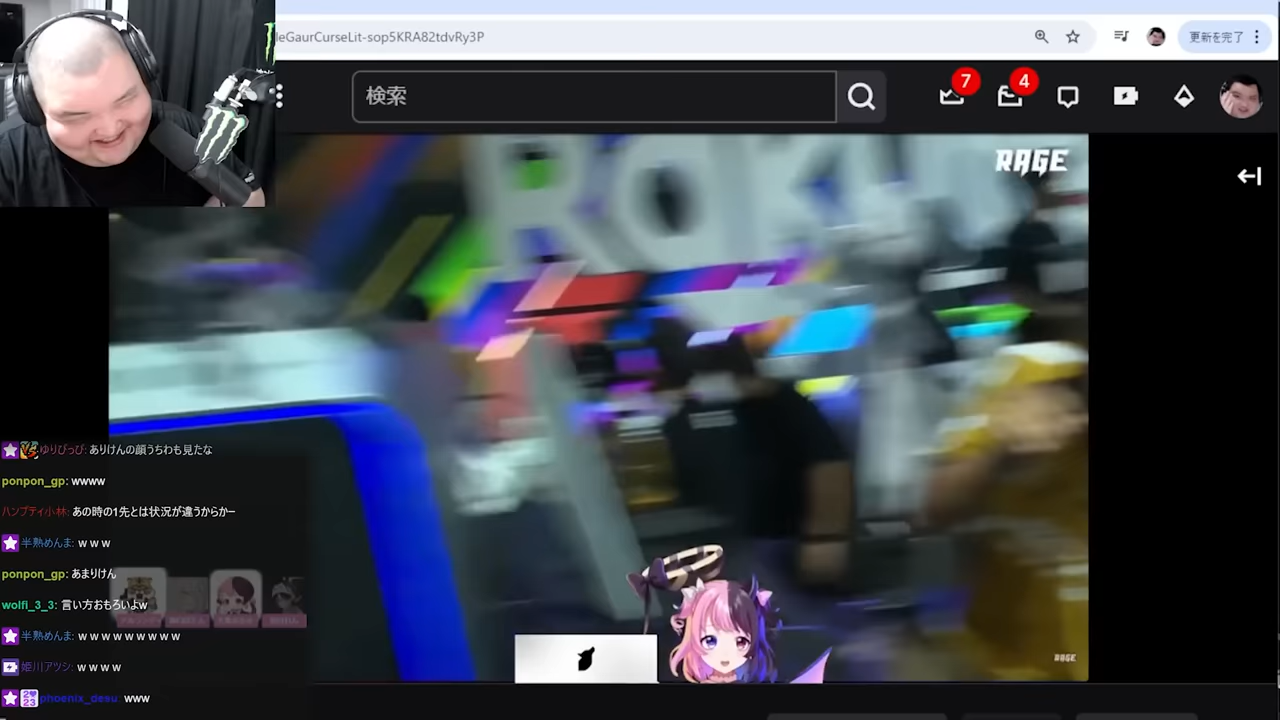 leGaurCurseLit-sop5KRA82tdvRy3P
更新を完了
検索
7
4
RAGE
ゆりぴっぴ: ありけんの顔うちわも見たな
ponpon_gp: wwww
ハンプティ小林: あの時の1先とは状況が違うからかー
半熟めんま: w w w
ponpon_gp: あまりけん
wolfi_3_3: 言い方おもろいよw
半熟めんま: w w w w w w w w w
姫川アツシ: w w w w
phoenix_desu: www
RAGE